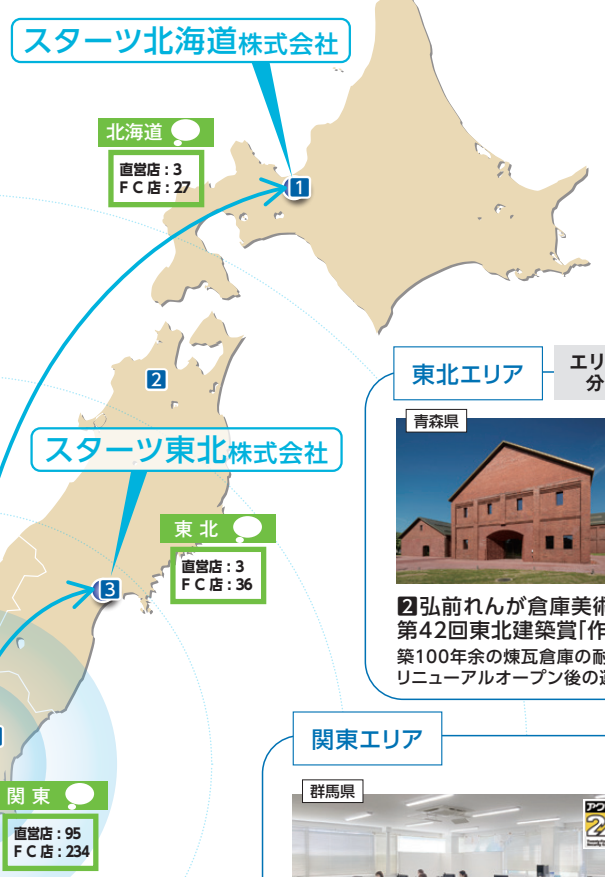 スターツ北海道株式会社
北海道
直営店：3
ＦＣ店：27
1
2
スターツ東北株式会社
東北
直営店：3
ＦＣ店：36
3
関東
直営店：95
ＦＣ店：234
東北エリア
エリ
分
青森県
2弘前れんが倉庫美術
第42回東北建築賞「作
築100年余の煉瓦倉庫の耐
リニューアルオープン後の運
関東エリア
群馬県